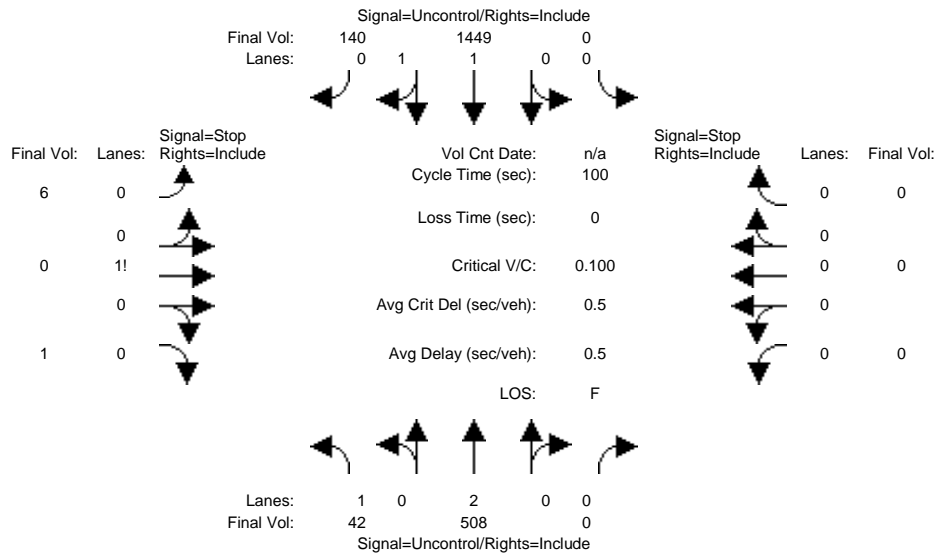 Signal=Uncontrol/Rights=Include
Final Vol: 140 1449 0
Lanes: 0 1 1 0 0
Signal=Stop Signal=Stop
Final Vol: Lanes: Rights=Include Vol Cnt Date: n/a Rights=Include Lanes: Final Vol:
Cycle Time (sec): 100
6 0 0 0
Loss Time (sec): 0
0 0
0 1! Critical V/C: 0.100 0 0
0 Avg Crit Del (sec/veh): 0.5 0
1 0 Avg Delay (sec/veh): 0.5 0 0
LOS: F
Lanes: 1 0 2 0 0
Final Vol: 42 508 0
Signal=Uncontrol/Rights=Include